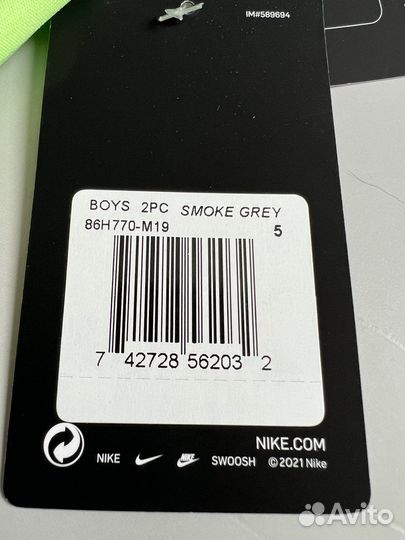 IM#589694
BOYS 2PC SMOKE GREY
86H770-M19 5
7 42728 56203 2
NIKE.COM
NIKE SWOOSH © 2021 Nike
Avito